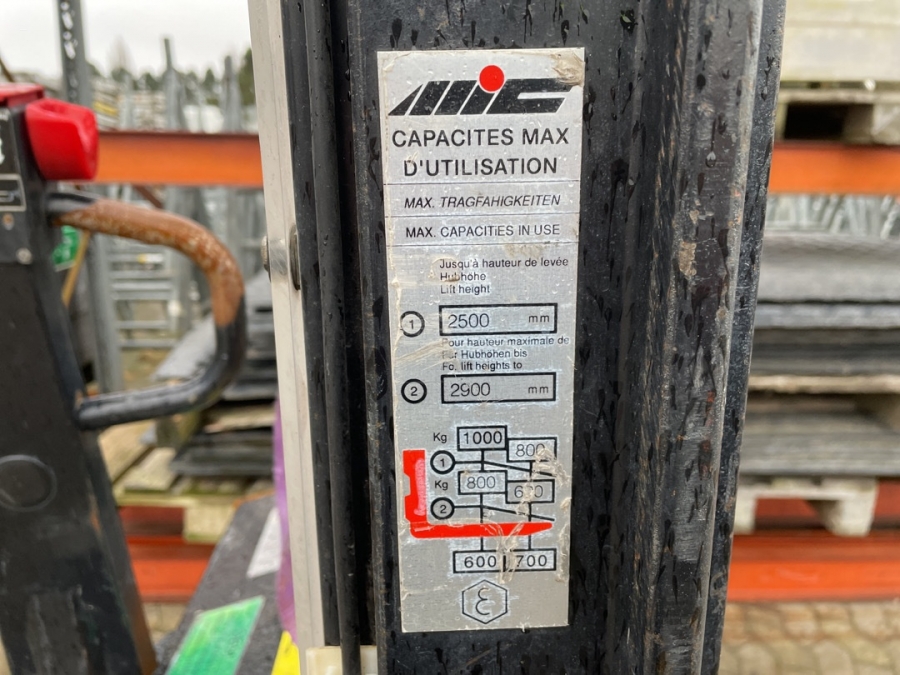 MIC
CAPACITES MAX
D'UTILISATION
MAX. TRAGFAHIGKEITEN
MAX. CAPACITIES IN USE
Jusqu'à hauteur de levée
Hubhöhe
Lift height
1 2500 mm
Pour hauteur maximale de
Für Hubhöhen bis
For lift heights to
2 2900 mm
Kg 1000 800
1
Kg 800
2
600 700
ε